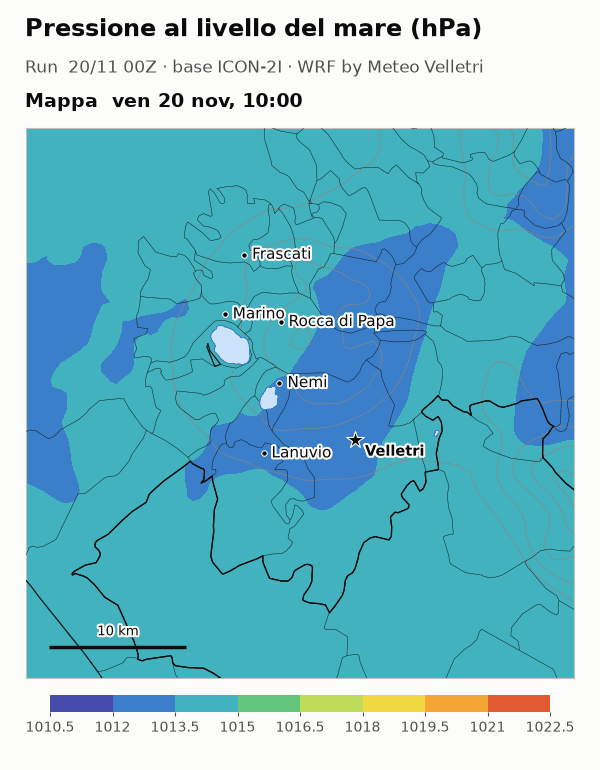 Pressione al livello del mare (hPa)
Run  20/11 00Z · base ICON-2I · WRF by Meteo Velletri
Mappa  ven 20 nov, 10:00
Frascati
Marino
Rocca di Papa
Nemi
Velletri
Lanuvio
10 km
1010.5 1012 1013.5 1015 1016.5 1018 1019.5 1021 1022.5